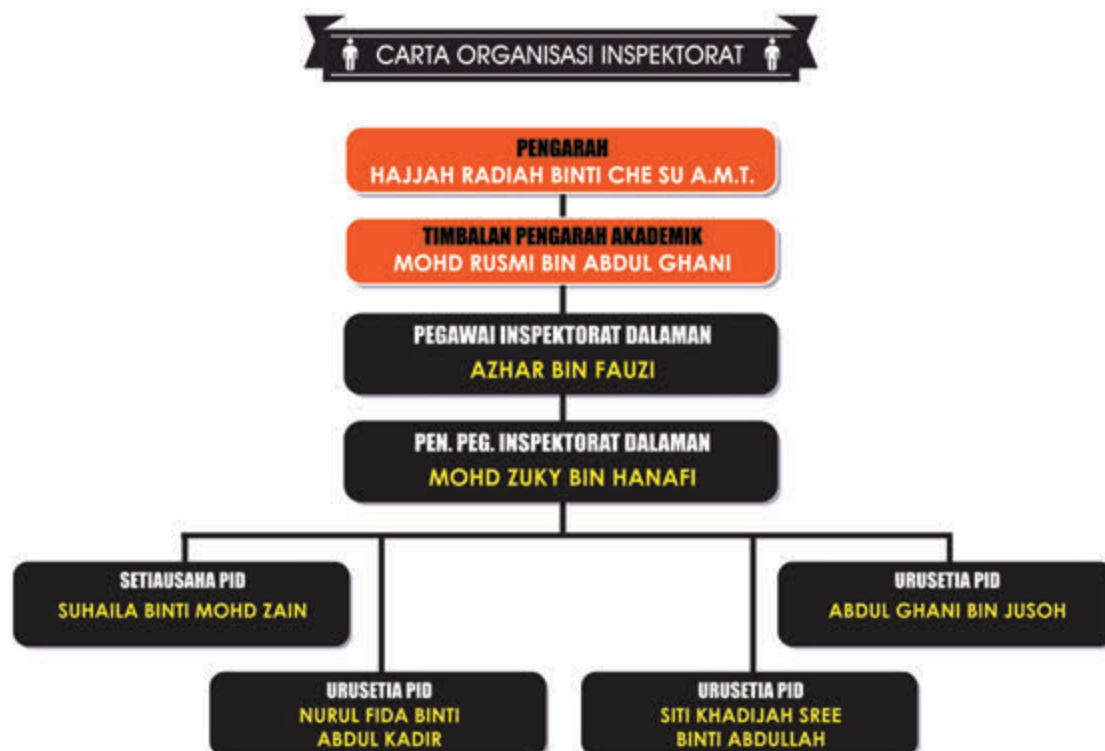 CARTA ORGANISASI INSPEKTORAT
PENGARAH
HAJJAH RADIAH BINTI CHE SU A.M.T.
TIMBALAN PENGARAH AKADEMIK
MOHD RUSMI BIN ABDUL GHANI
PEGAWAI INSPEKTORAT DALAMAN
AZHAR BIN FAUZI
PEN. PEG. INSPEKTORAT DALAMAN
MOHD ZUKY BIN HANAFI
SETIAUSAHA PID
SUHAILA BINTI MOHD ZAIN
URUSETIA PID
ABDUL GHANI BIN JUSOH
URUSETIA PID
NURUL FIDA BINTI
ABDUL KADIR
URUSETIA PID
SITI KHADIJAH SREE
BINTI ABDULLAH